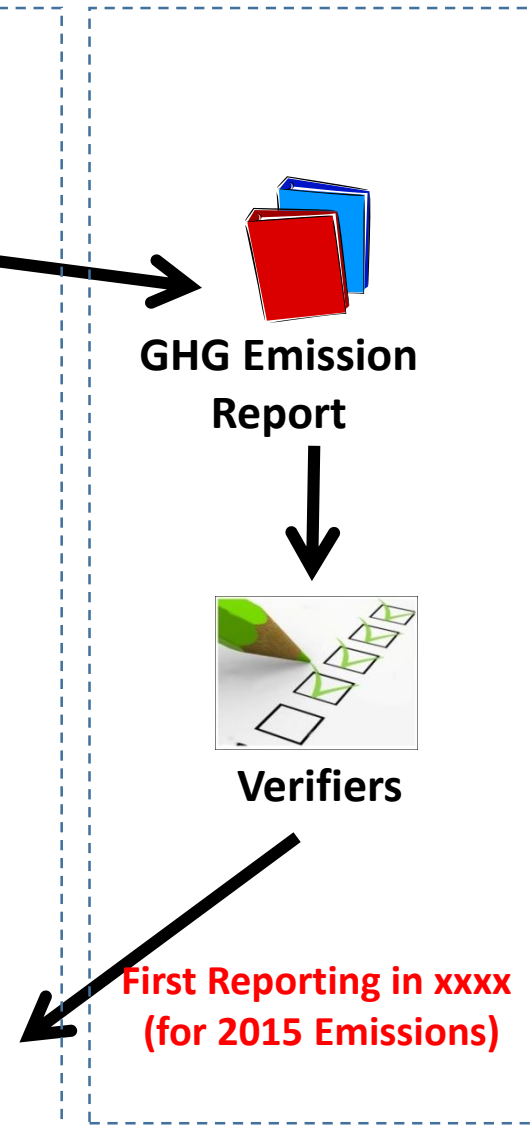 GHG Emission
Report
Verifiers
First Reporting in xxxx
(for 2015 Emissions)